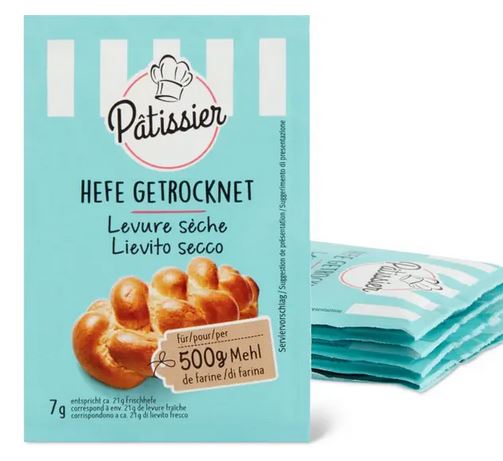 Pâtissier
HEFE GETROCKNET
Levure sèche
Lievito secco
für/pour/per
500g Mehl
de farine/di farina
7g
entspricht ca. 21g Frischhefe
correspond à env. 21g de levure fraîche
corrispondono a ca. 21g di lievito fresco
Serviervorschlag / Suggestion de présentation / Suggerimento di presentazione
Pâtissier
HEFE GETROCKNET